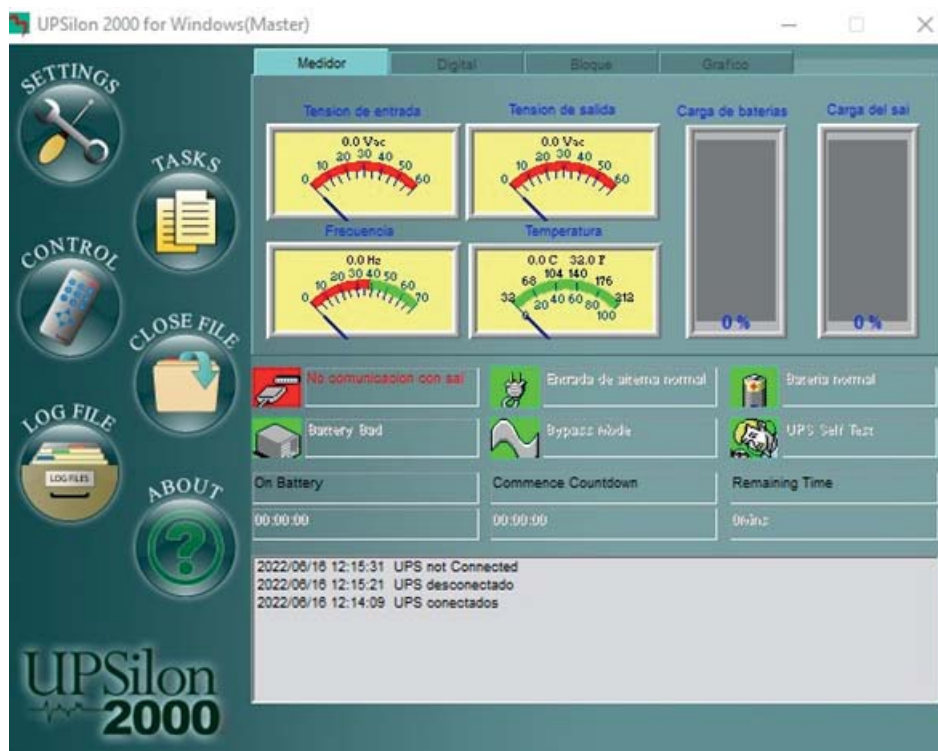 UPSilon 2000 for Windows(Master)
SETTINGS
TASKS
CONTROL
CLOSE FILE
LOG FILE
LOG FILES
ABOUT
UPSilon
2000
Medidor Digital Bloque Grafico
Tension de entrada Tension de salida Carga de baterias Carga del sai
0.0 Vac
0 10 20 30 40 50 60
0.0 Vac
0 10 20 30 40 50 60
Frecuencia Temperatura
0.0 Hz
0 10 20 30 40 50 60 70
0.0 C 32.0 F
32 68 104 140 176 212
0 20 40 60 80 100
0 % 0 %
No comunicacion con sai Entrada de alterna normal Bateria normal
Battery Bad Bypass Mode UPS Self Test
On Battery Commence Countdown Remaining Time
00:00:00 00:00:00 0Mins
2022/06/16 12:15:31 UPS not Connected
2022/06/16 12:15:21 UPS desconectado
2022/06/16 12:14:09 UPS conectados